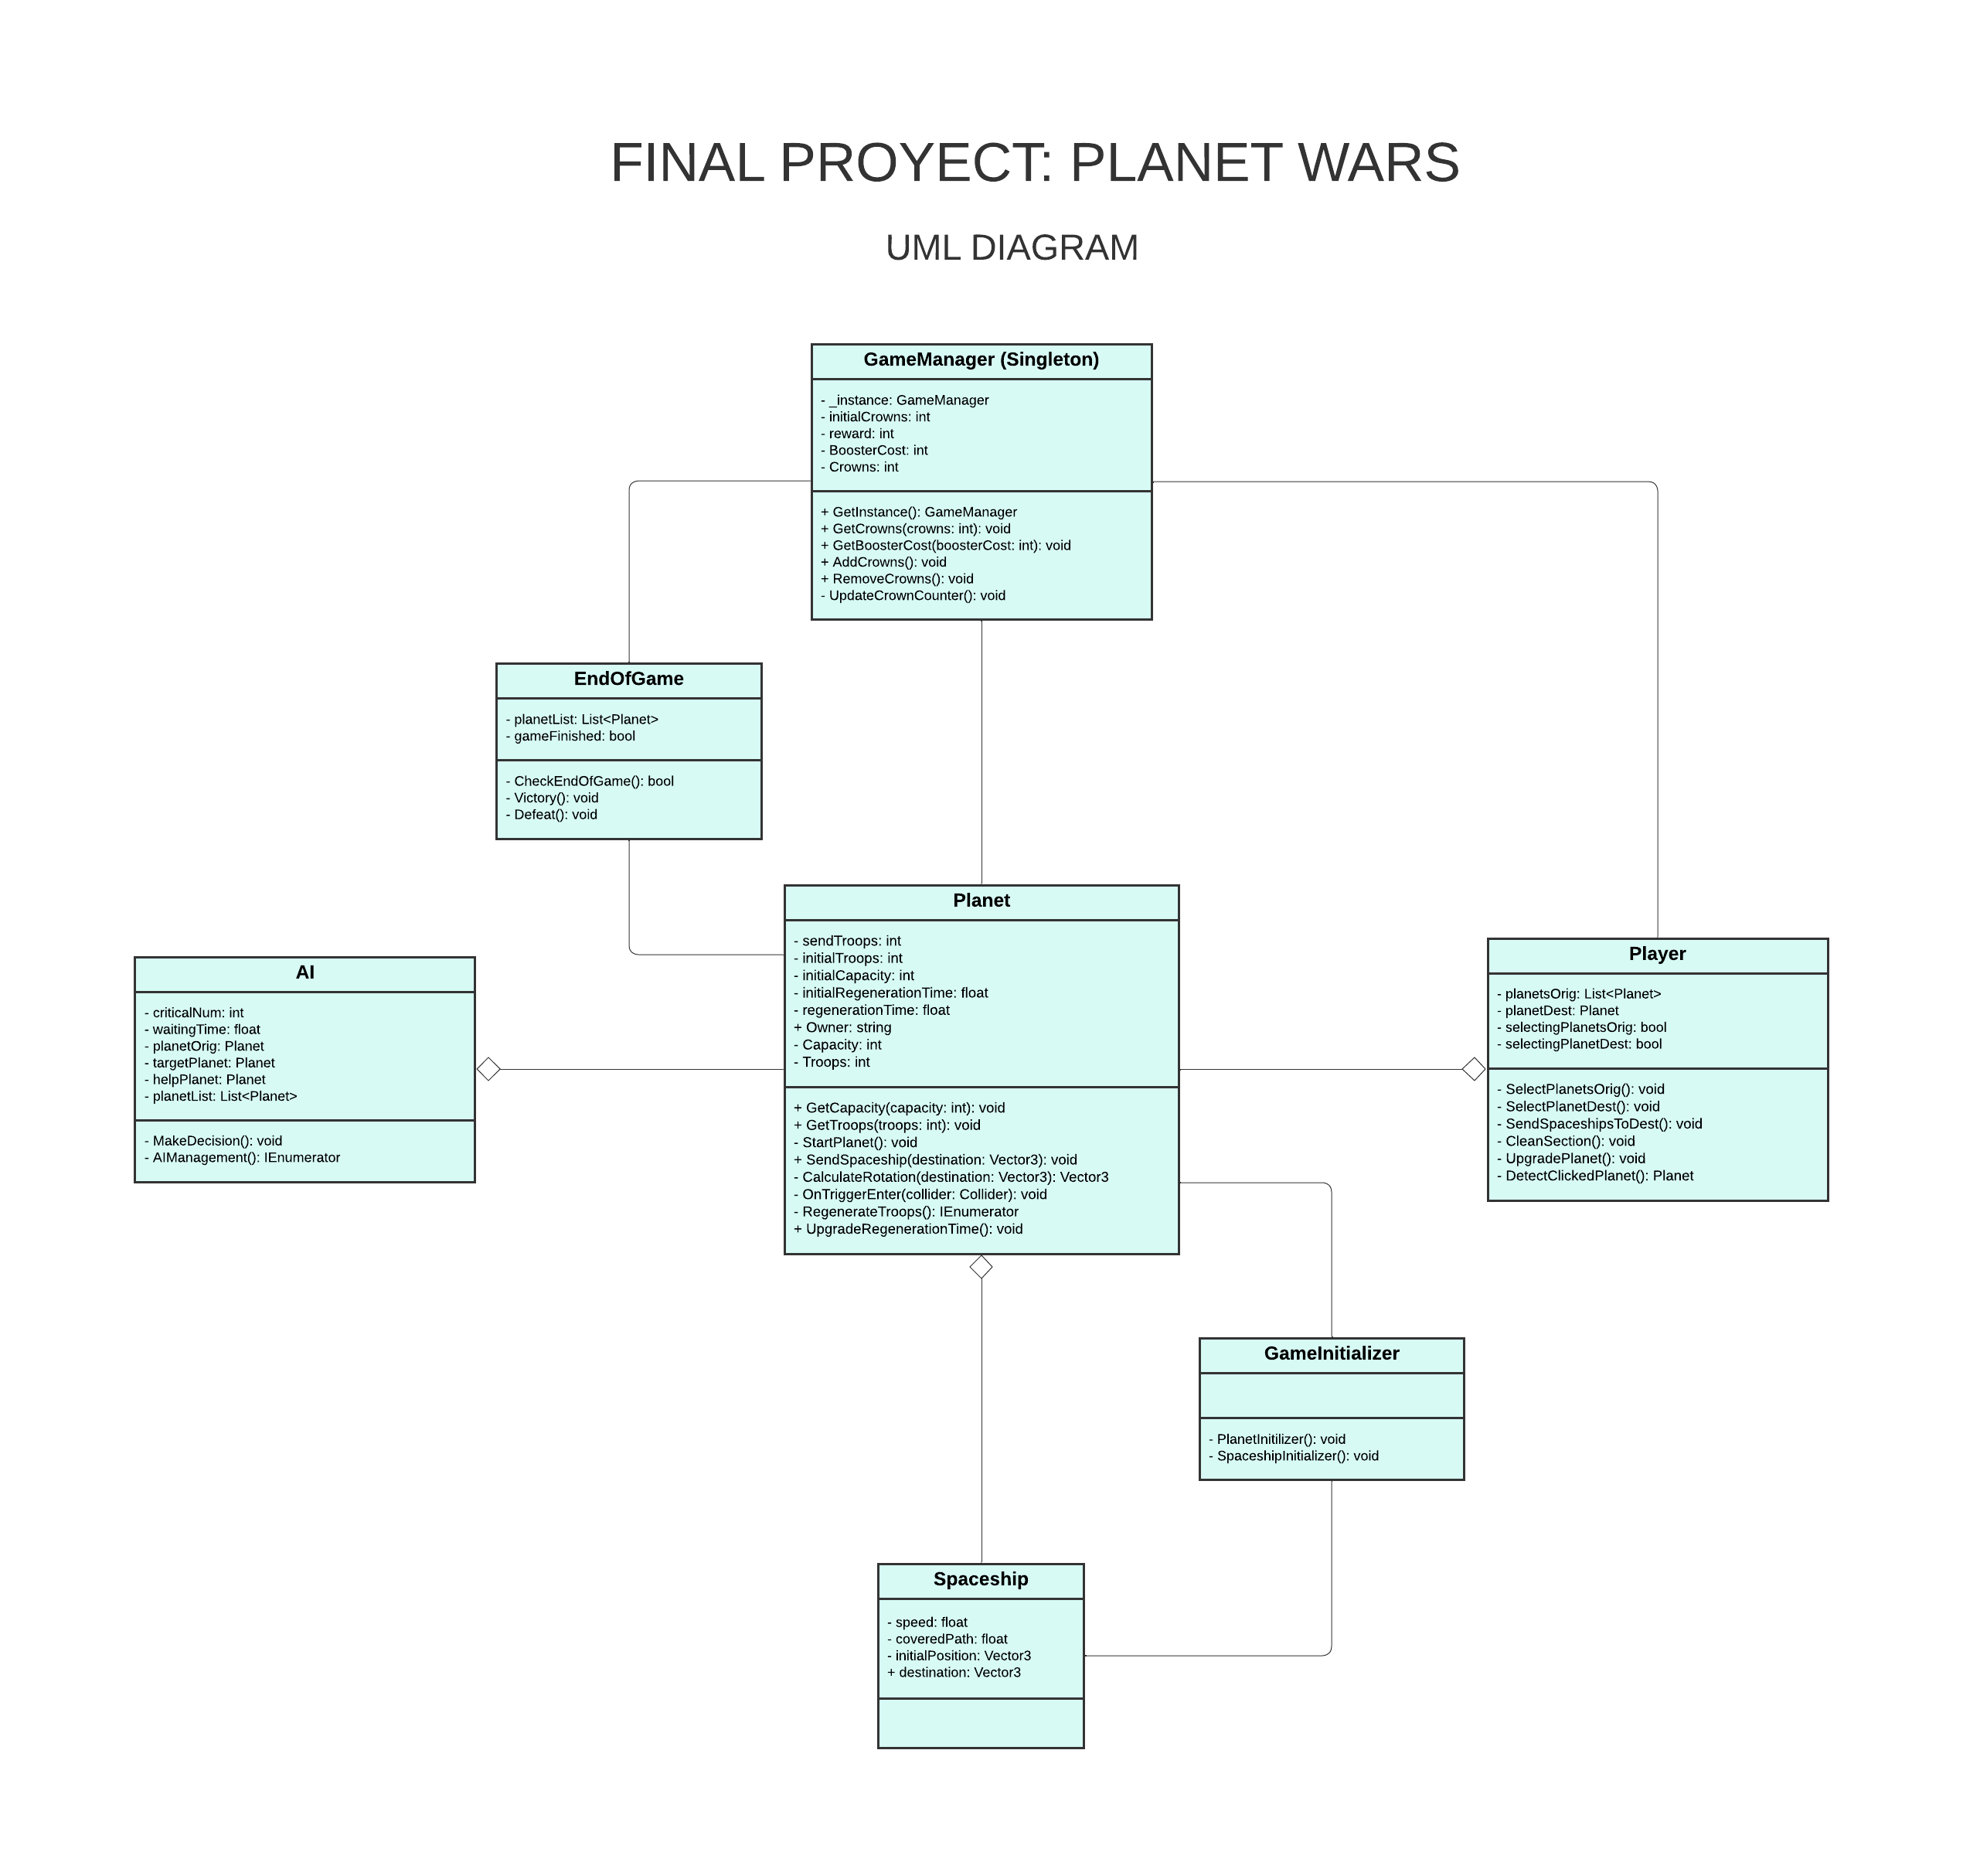 FINAL PROYECT: PLANET WARS
UML DIAGRAM
GameManager (Singleton)
- _instance: GameManager
- initialCrowns: int
- reward: int
- BoosterCost: int
- Crowns: int
+ GetInstance(): GameManager
+ GetCrowns(crowns: int): void
+ GetBoosterCost(boosterCost: int): void
+ AddCrowns(): void
+ RemoveCrowns(): void
- UpdateCrownCounter(): void
EndOfGame
- planetList: List<Planet>
- gameFinished: bool
- CheckEndOfGame(): bool
- Victory(): void
- Defeat(): void
Planet
- sendTroops: int
- initialTroops: int
- initialCapacity: int
- initialRegenerationTime: float
- regenerationTime: float
+ Owner: string
- Capacity: int
- Troops: int
+ GetCapacity(capacity: int): void
+ GetTroops(troops: int): void
- StartPlanet(): void
+ SendSpaceship(destination: Vector3): void
- CalculateRotation(destination: Vector3): Vector3
- OnTriggerEnter(collider: Collider): void
- RegenerateTroops(): IEnumerator
+ UpgradeRegenerationTime(): void
AI
- criticalNum: int
- waitingTime: float
- planetOrig: Planet
- targetPlanet: Planet
- helpPlanet: Planet
- planetList: List<Planet>
- MakeDecision(): void
- AIManagement(): IEnumerator
Player
- planetsOrig: List<Planet>
- planetDest: Planet
- selectingPlanetsOrig: bool
- selectingPlanetDest: bool
- SelectPlanetsOrig(): void
- SelectPlanetDest(): void
- SendSpaceshipsToDest(): void
- CleanSection(): void
- UpgradePlanet(): void
- DetectClickedPlanet(): Planet
GameInitializer
- PlanetInitilizer(): void
- SpaceshipInitializer(): void
Spaceship
- speed: float
- coveredPath: float
- initialPosition: Vector3
+ destination: Vector3